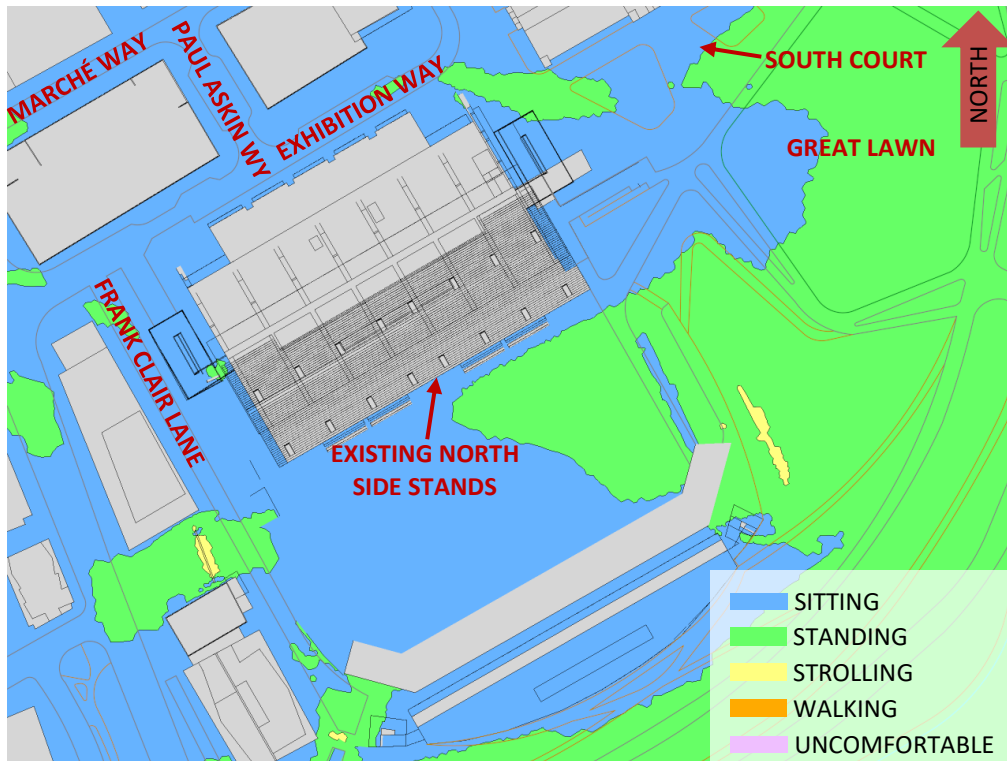 MARCHÉ WAY
PAUL ASKIN WY
EXHIBITION WAY
SOUTH COURT
NORTH
GREAT LAWN
FRANK CLAIR LANE
EXISTING NORTH
SIDE STANDS
SITTING
STANDING
STROLLING
WALKING
UNCOMFORTABLE